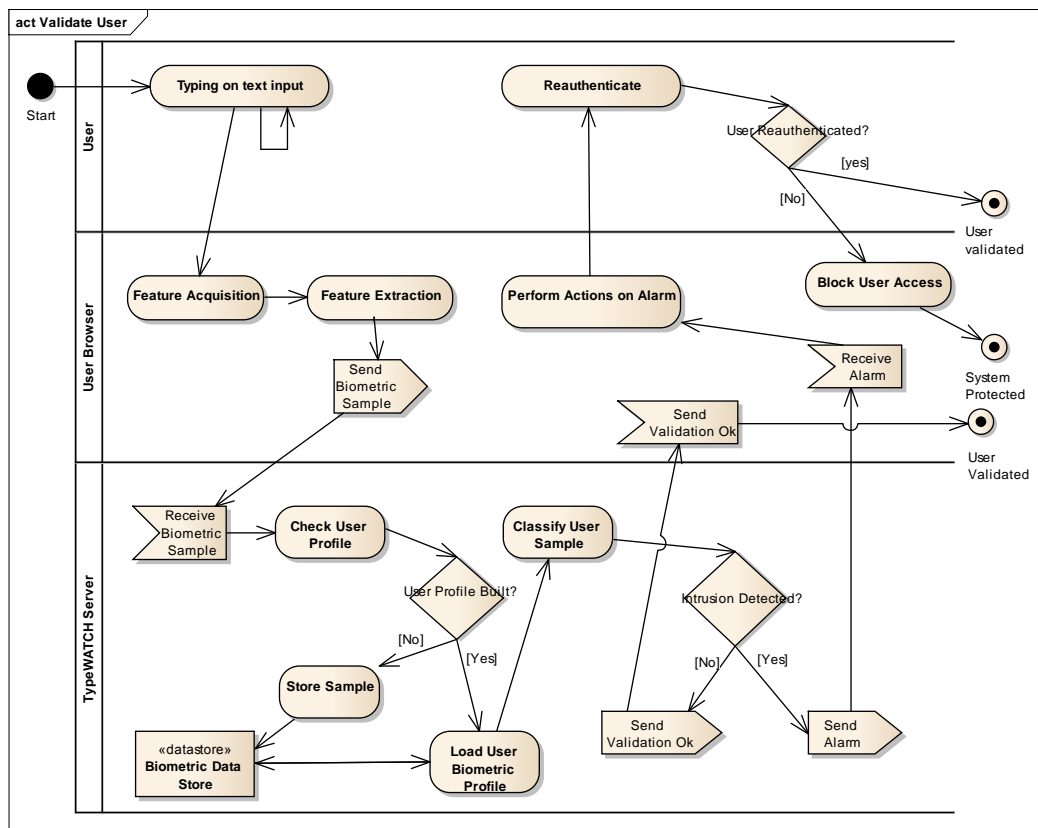 act Validate User
User
Start
Typing on text input
Reauthenticate
User Reauthenticated?
[yes]
[No]
User
validated
User Browser
Feature Acquisition
Feature Extraction
Perform Actions on Alarm
Block User Access
Send
Biometric
Sample
Receive
Alarm
System
Protected
Send
Validation Ok
User
Validated
TypeWATCH Server
Receive
Biometric
Sample
Check User
Profile
Classify User
Sample
User Profile Built?
Intrusion Detected?
[No]
[Yes]
[No]
[Yes]
Store Sample
«datastore»
Biometric Data
Store
Load User
Biometric
Profile
Send
Validation Ok
Send
Alarm